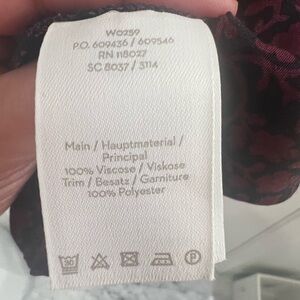 W0259
P.O. 609436 / 609546
RN 118027
SC 8037 / 3114
Main / Hauptmaterial /
Principal
100% Viscose / Viskose
Trim / Besatz / Garniture
100% Polyester
30
P